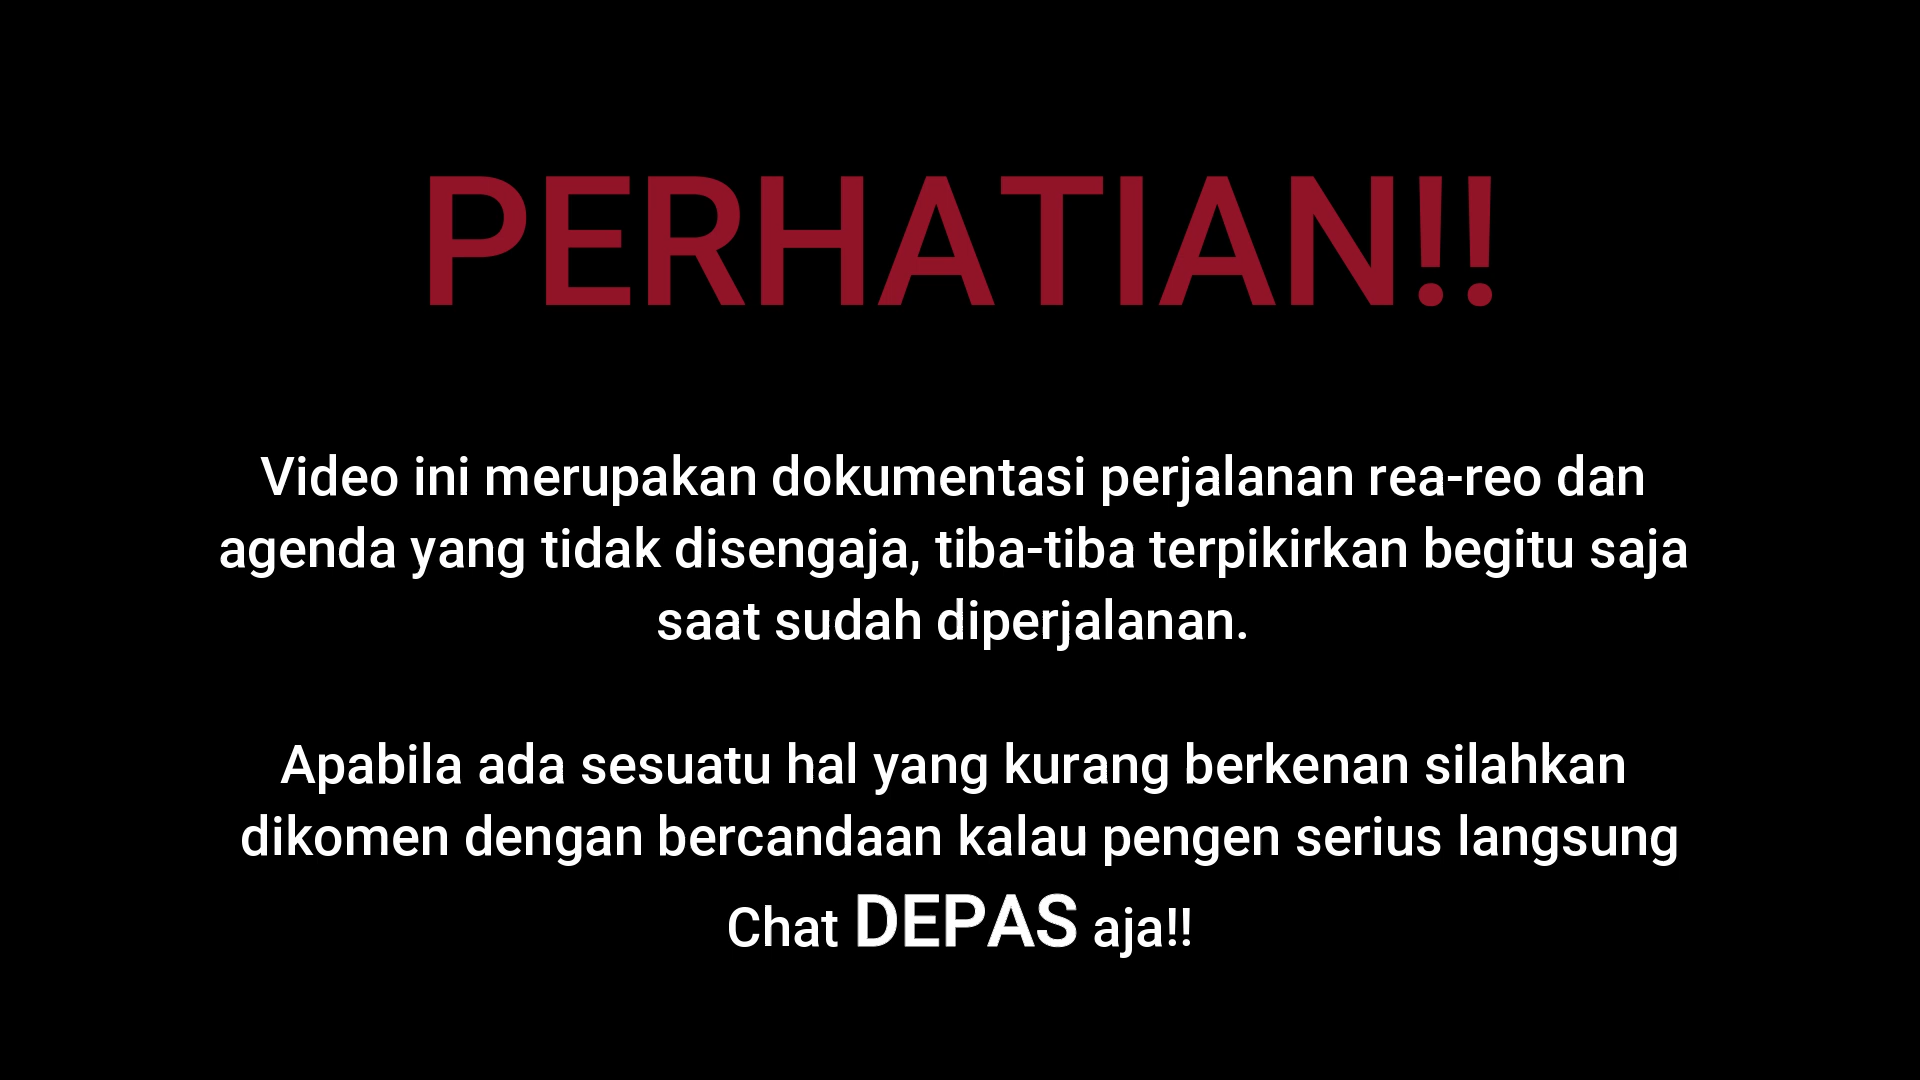 PERHATIAN!!
Video ini merupakan dokumentasi perjalanan rea-reo dan
agenda yang tidak disengaja, tiba-tiba terpikirkan begitu saja
saat sudah diperjalanan.
Apabila ada sesuatu hal yang kurang berkenan silahkan
dikomen dengan bercandaan kalau pengen serius langsung
Chat DEPAS aja!!